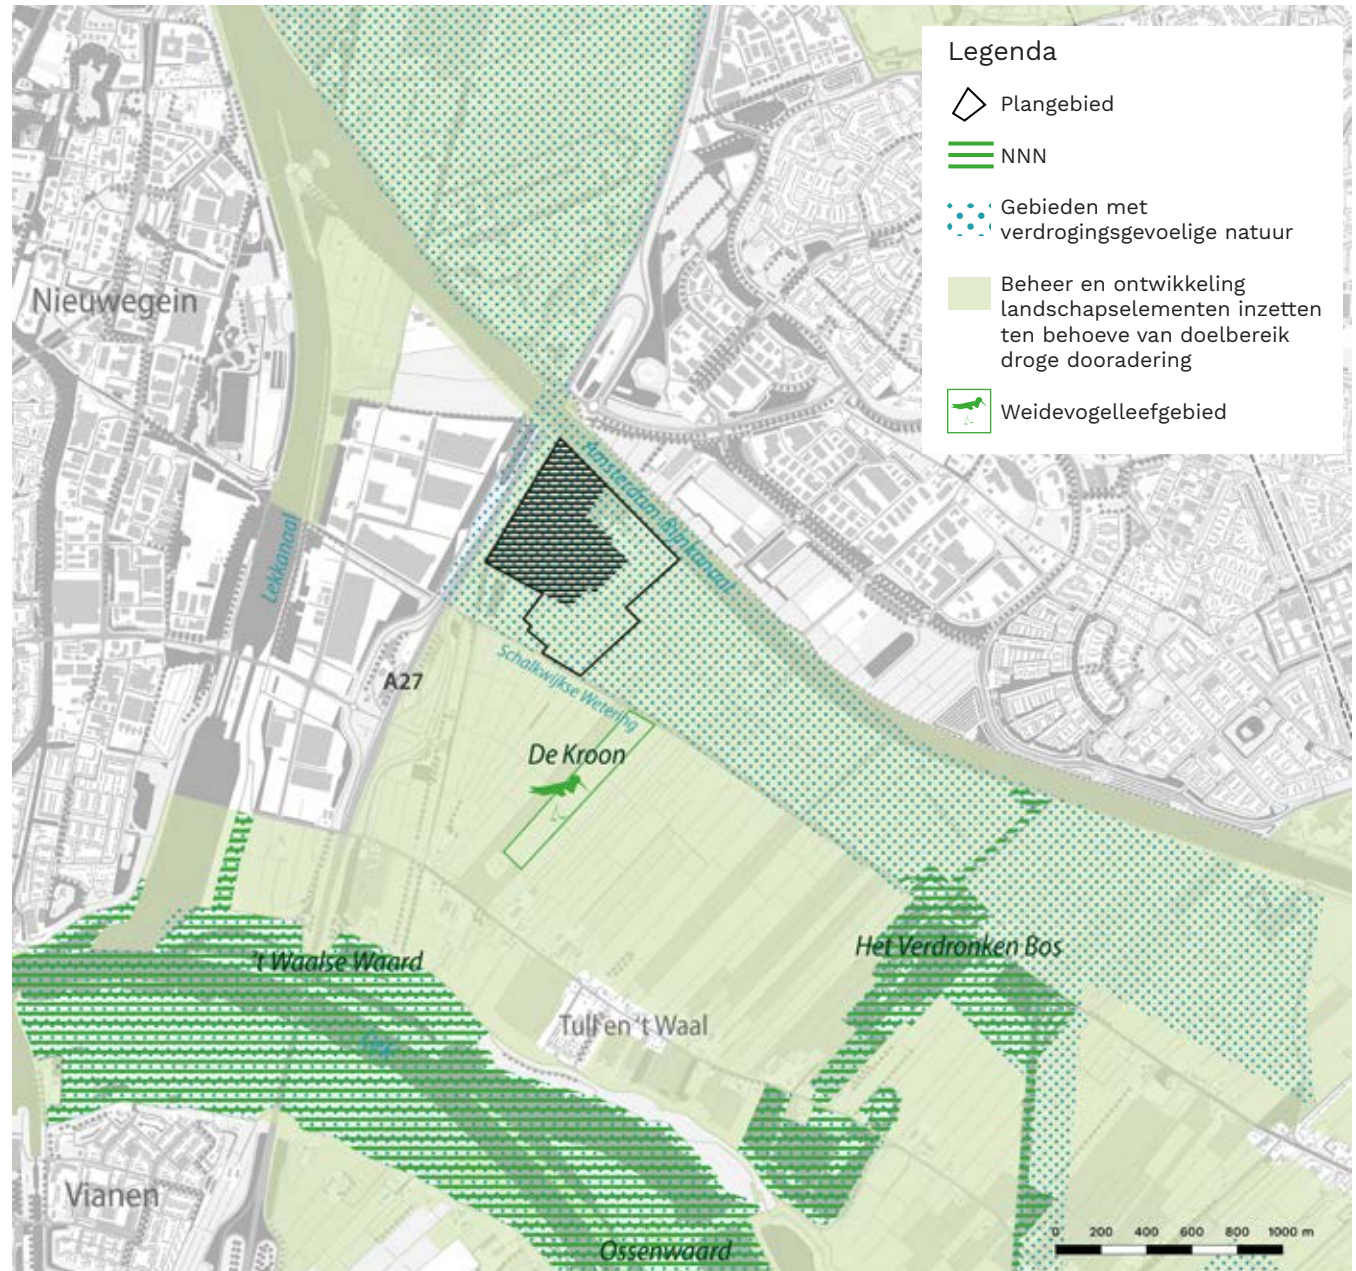 Legenda
Plangebied
NNN
Gebieden met
verdrogingsgevoelige natuur
Beheer en ontwikkeling
landschapselementen inzetten
ten behoeve van doelbereik
droge dooradering
Weidevogelleefgebied
Nieuwegein
Amsterdam-Rijnkanaal
Lekkanaal
A27
Schalkwijkse Wetering
De Kroon
't Waalse Waard
Het Verdronken Bos
Tull en 't Waal
Lek
Vianen
Ossenwaard
0 200 400 600 800 1000 m